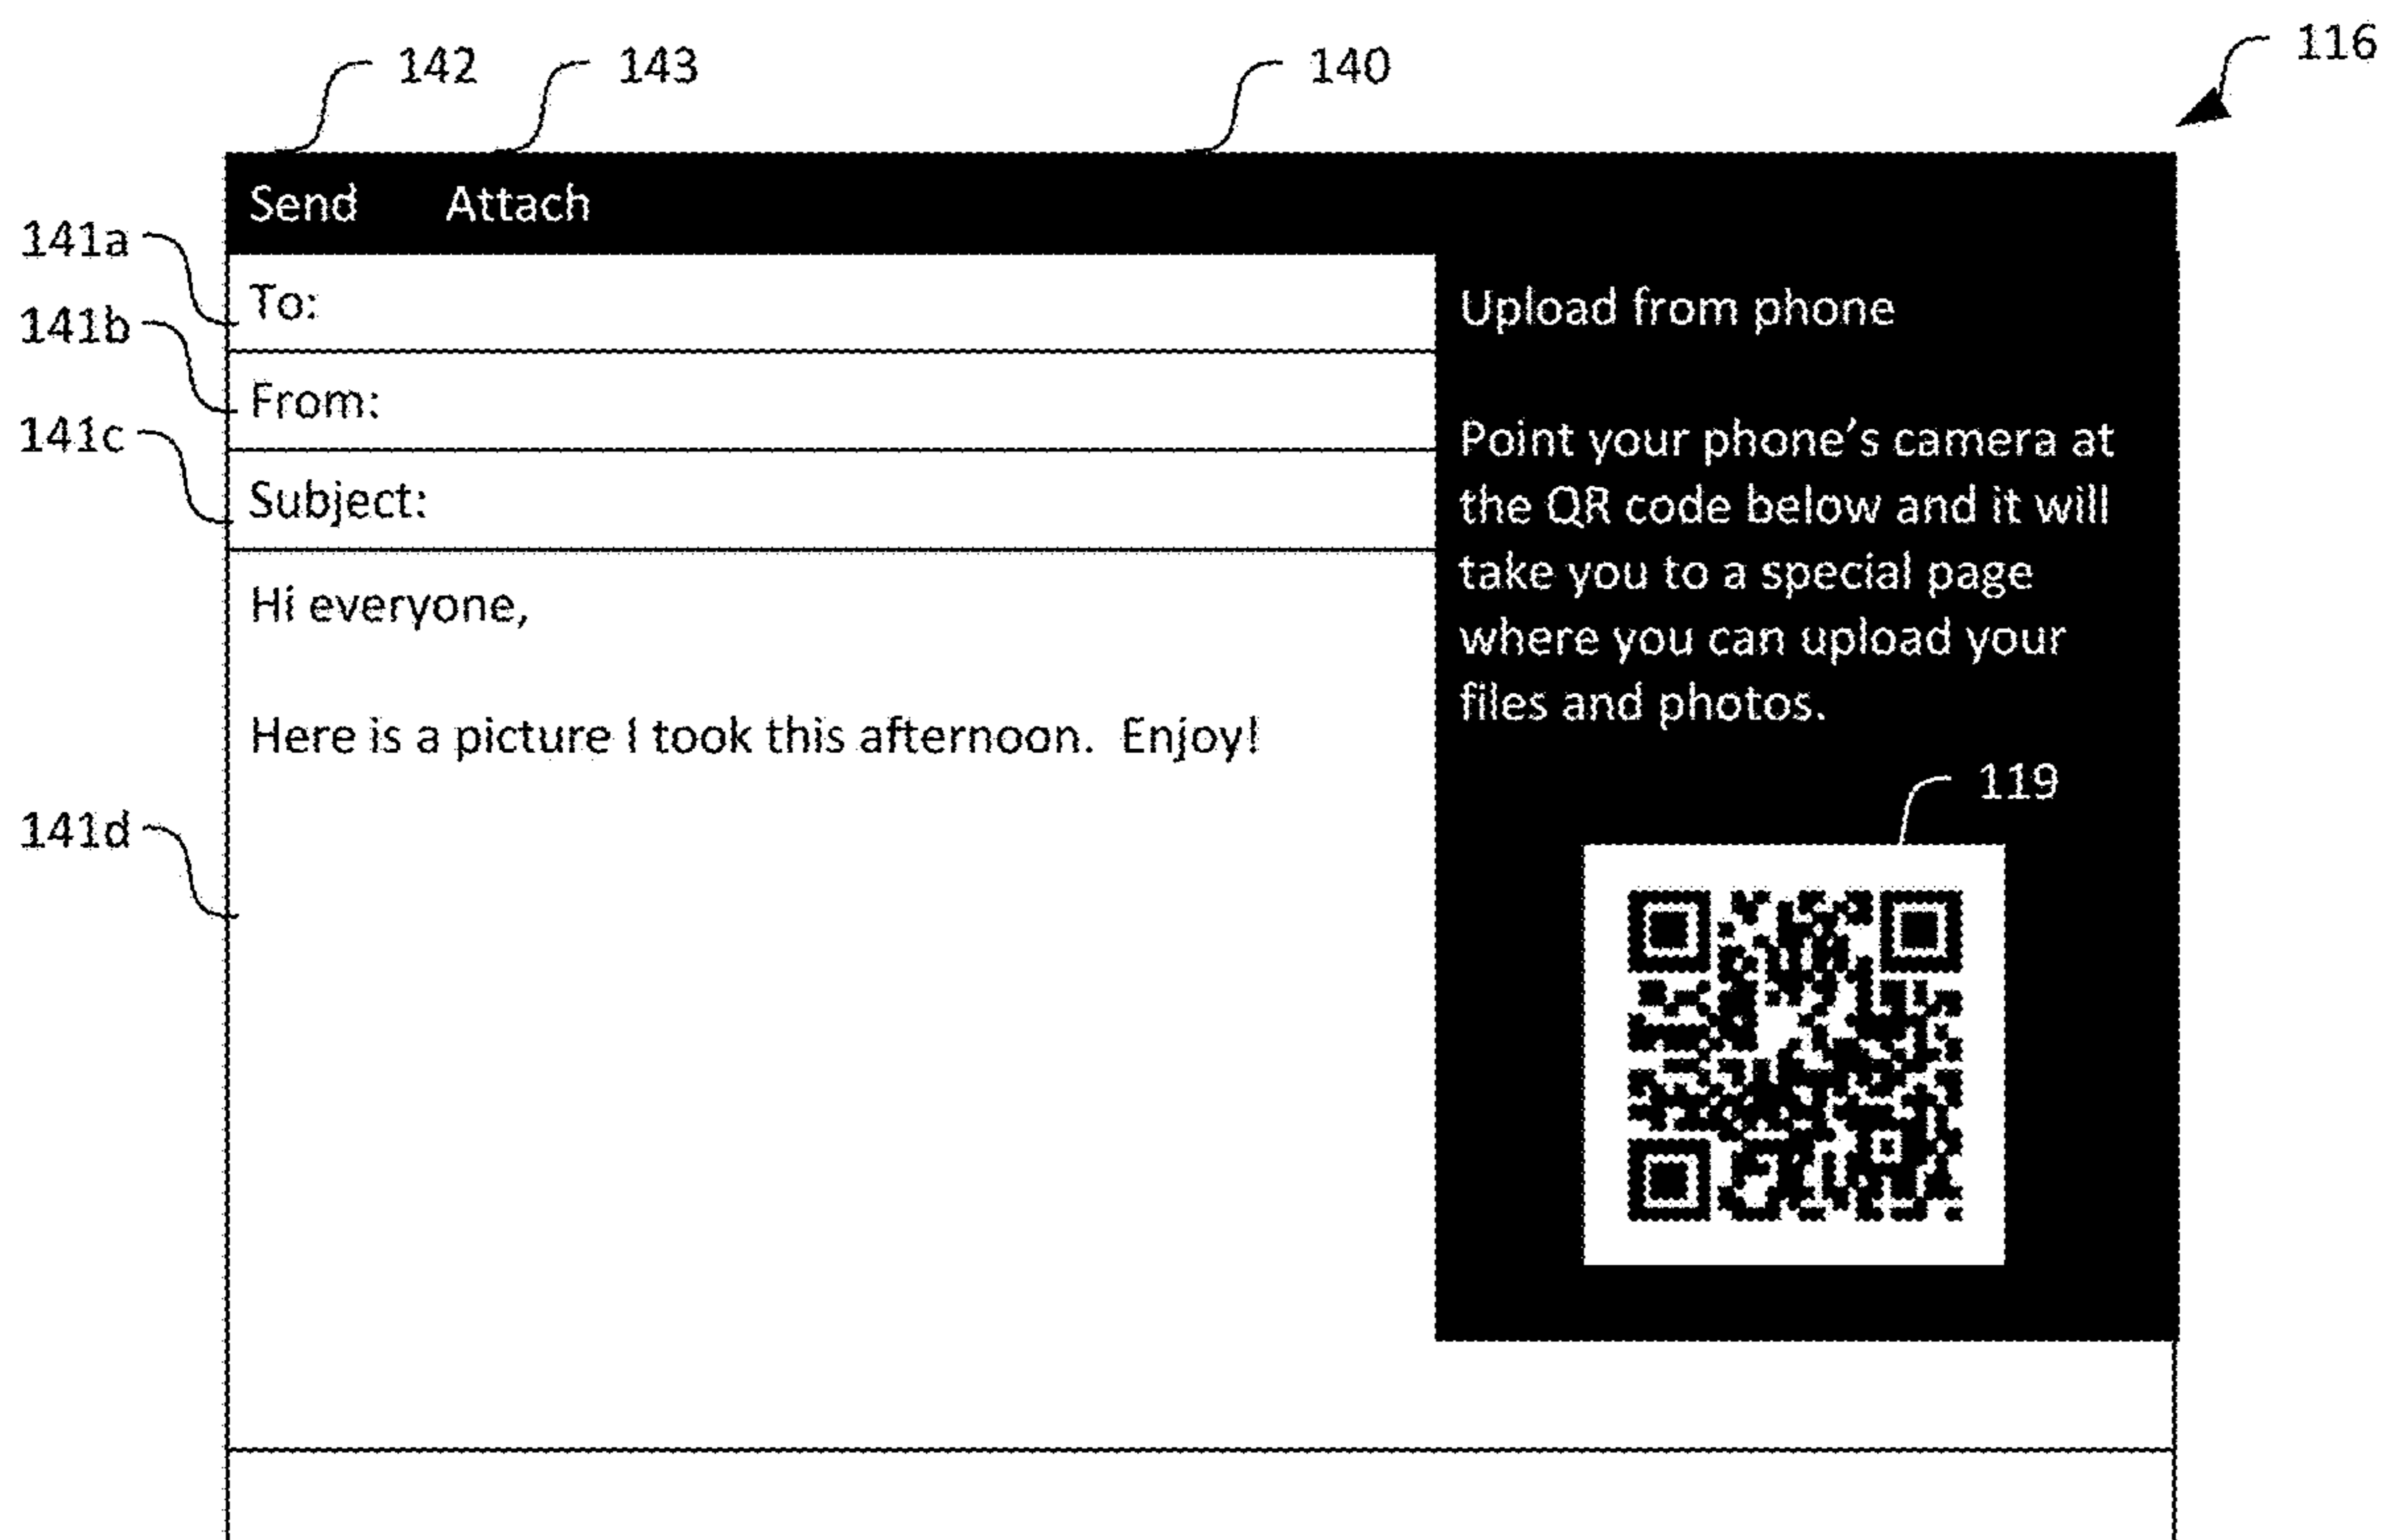 142 143 140 116
Send Attach
141a
To:
Upload from phone
141b
From:
141c
Subject:
Point your phone's camera at
the QR code below and it will
take you to a special page
where you can upload your
files and photos.
Hi everyone,
Here is a picture I took this afternoon.  Enjoy!
119
141d